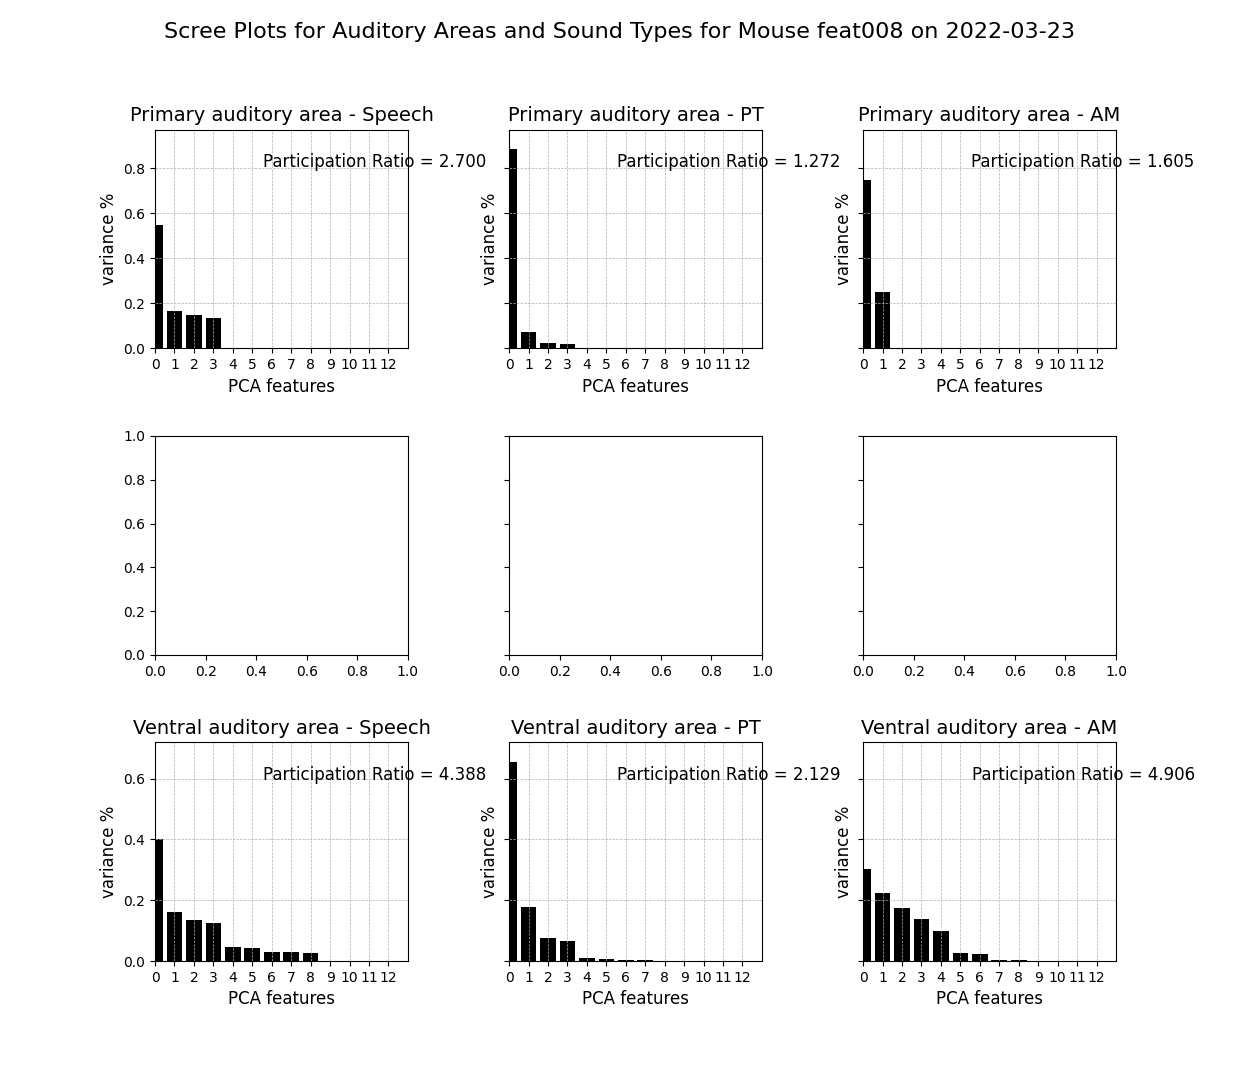 Scree Plots for Auditory Areas and Sound Types for Mouse feat008 on 2022-03-23
Primary auditory area - Speech
Participation Ratio = 2.700
variance %
0.8
0.6
0.4
0.2
0.0
0 1 2 3 4 5 6 7 8 9 10 11 12
PCA features
Primary auditory area - PT
Participation Ratio = 1.272
variance %
0 1 2 3 4 5 6 7 8 9 10 11 12
PCA features
Primary auditory area - AM
Participation Ratio = 1.605
variance %
0 1 2 3 4 5 6 7 8 9 10 11 12
PCA features
1.0
0.8
0.6
0.4
0.2
0.0
0.0 0.2 0.4 0.6 0.8 1.0
0.0 0.2 0.4 0.6 0.8 1.0
0.0 0.2 0.4 0.6 0.8 1.0
Ventral auditory area - Speech
Participation Ratio = 4.388
variance %
0.6
0.4
0.2
0.0
0 1 2 3 4 5 6 7 8 9 10 11 12
PCA features
Ventral auditory area - PT
Participation Ratio = 2.129
variance %
0 1 2 3 4 5 6 7 8 9 10 11 12
PCA features
Ventral auditory area - AM
Participation Ratio = 4.906
variance %
0 1 2 3 4 5 6 7 8 9 10 11 12
PCA features